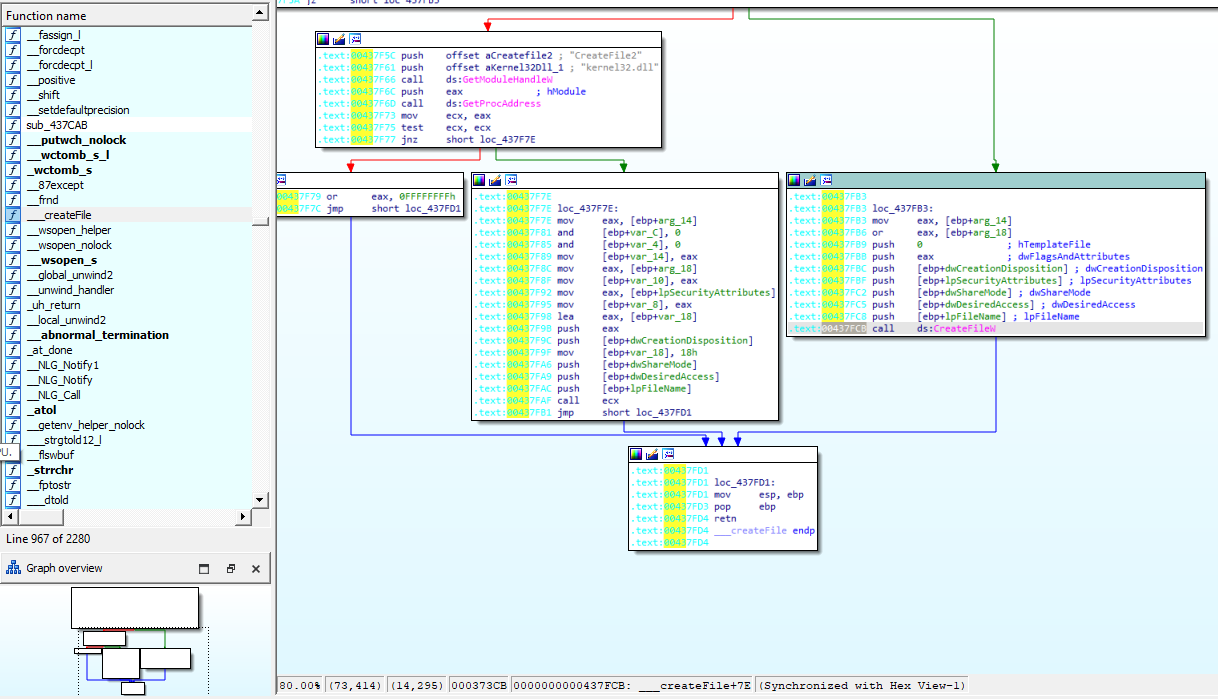 Function name
f __fassign_l
f __forcdecpt
f __forcdecpt_l
f __positive
f __shift
f __setdefaultprecision
f sub_437CAB
f __putwch_nolock
f __wctomb_s_l
f _wctomb_s
f __87except
f __frnd
f ___createFile
f __wsopen_helper
f __wsopen_nolock
f __wsopen_s
f __global_unwind2
f __unwind_handler
f _uh_return
f __local_unwind2
f __abnormal_termination
f _at_done
f __NLG_Notify1
f __NLG_Notify
f __NLG_Call
f _atol
f __getenv_helper_nolock
f ___strgtold12_l
f __flswbuf
f _strrchr
f __fptostr
f ___dtold
PU.
Line 967 of 2280
Graph overview
short loc_437FB3
.text:00437F5C push offset aCreatefile2 ; "CreateFile2"
.text:00437F61 push offset aKernel32Dll_1 ; "kernel32.dll"
.text:00437F66 call ds:GetModuleHandleW
.text:00437F6C push eax ; hModule
.text:00437F6D call ds:GetProcAddress
.text:00437F73 mov ecx, eax
.text:00437F75 test ecx, ecx
.text:00437F77 jnz short loc_437F7E
00437F79 or eax, 0FFFFFFFFh
00437F7C jmp short loc_437FD1
.text:00437F7E
.text:00437F7E loc_437F7E:
.text:00437F7E mov eax, [ebp+arg_14]
.text:00437F81 and [ebp+var_C], 0
.text:00437F85 and [ebp+var_4], 0
.text:00437F89 mov [ebp+var_14], eax
.text:00437F8C mov eax, [ebp+arg_18]
.text:00437F8F mov [ebp+var_10], eax
.text:00437F92 mov eax, [ebp+lpSecurityAttributes]
.text:00437F95 mov [ebp+var_8], eax
.text:00437F98 lea eax, [ebp+var_18]
.text:00437F9B push eax
.text:00437F9C push [ebp+dwCreationDisposition]
.text:00437F9F mov [ebp+var_18], 18h
.text:00437FA6 push [ebp+dwShareMode]
.text:00437FA9 push [ebp+dwDesiredAccess]
.text:00437FAC push [ebp+lpFileName]
.text:00437FAF call ecx
.text:00437FB1 jmp short loc_437FD1
.text:00437FB3
.text:00437FB3 loc_437FB3:
.text:00437FB3 mov eax, [ebp+arg_14]
.text:00437FB6 or eax, [ebp+arg_18]
.text:00437FB9 push 0 ; hTemplateFile
.text:00437FBB push eax ; dwFlagsAndAttributes
.text:00437FBC push [ebp+dwCreationDisposition] ; dwCreationDisposition
.text:00437FBF push [ebp+lpSecurityAttributes] ; lpSecurityAttributes
.text:00437FC2 push [ebp+dwShareMode] ; dwShareMode
.text:00437FC5 push [ebp+dwDesiredAccess] ; dwDesiredAccess
.text:00437FC8 push [ebp+lpFileName] ; lpFileName
.text:00437FCB call ds:CreateFileW
.text:00437FD1
.text:00437FD1 loc_437FD1:
.text:00437FD1 mov esp, ebp
.text:00437FD3 pop ebp
.text:00437FD4 retn
.text:00437FD4 ___createFile endp
.text:00437FD4
80.00% (73,414) (14,295) 000373CB 0000000000437FCB: ___createFile+7E (Synchronized with Hex View-1)